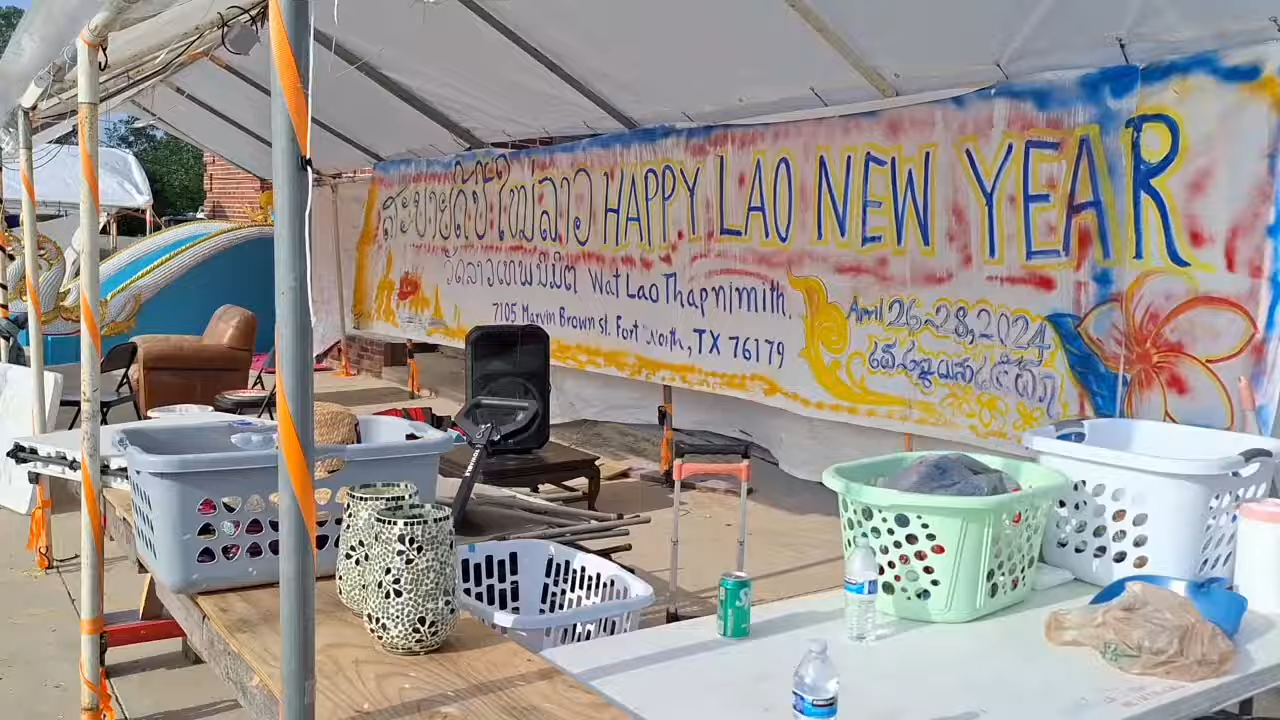 ສະບາຍດີປີໃໝ່ລາວ HAPPY LAO NEW YEAR
ວັດລາວເທພນິມິຕ Wat Lao Thapnimith.
7105 Marvin Brown st. Fort Worth, TX 76179
April 26-28, 2024